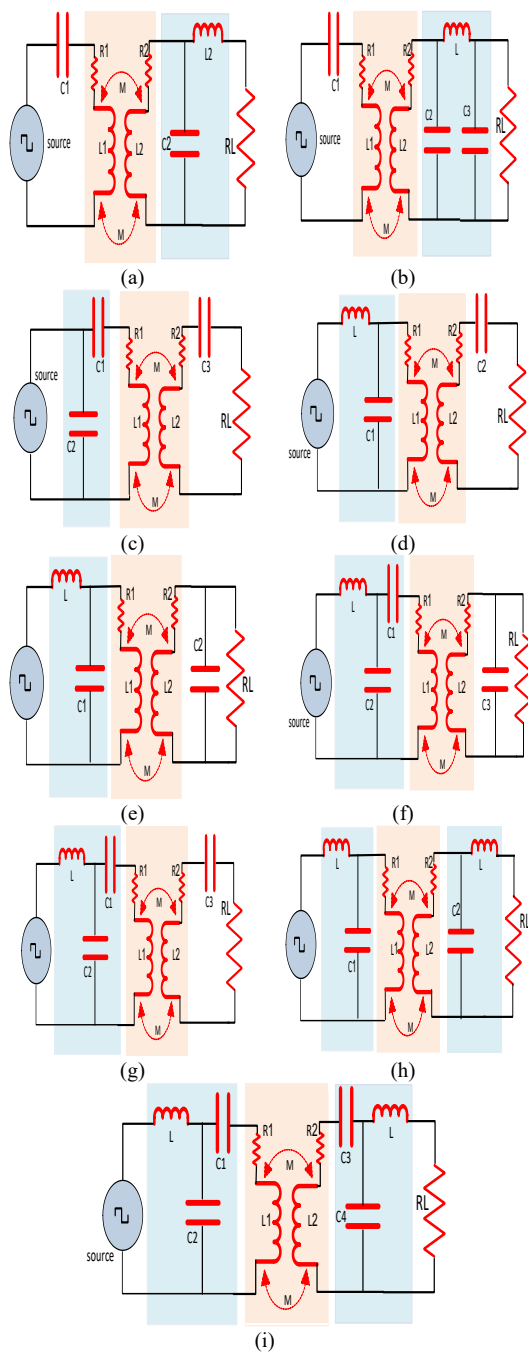 R1 R2 L2
C1 M
source L1 L2 C2 RL
M
(a)
R1 R2 L
C1 M
source L1 L2 C2 C3 RL
M
(b)
source C1 R1 R2 C3
M
C2 L1 L2 RL
M
(c)
L R1 R2 C2
M
source C1 L1 L2 RL
M
(d)
L R1 R2
M C2
C1 L1 L2 RL
M
(e)
L C1 R1 R2
M
source C2 L1 L2 C3 RL
M
(f)
L C1 R1 R2 C3
M
C2 L1 L2 RL
M
(g)
L R1 R2 L
M C2
C1 L1 L2 RL
M
(h)
L C1 R1 R2 C3 L
M
source C2 L1 L2 C4 RL
M
(i)